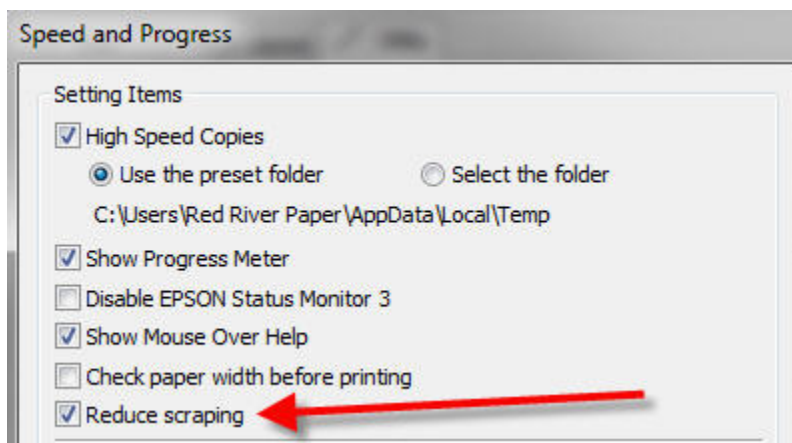 Speed and Progress
Setting Items
High Speed Copies
Use the preset folder Select the folder
C:\Users\Red River Paper\AppData\Local\Temp
Show Progress Meter
Disable EPSON Status Monitor 3
Show Mouse Over Help
Check paper width before printing
Reduce scraping